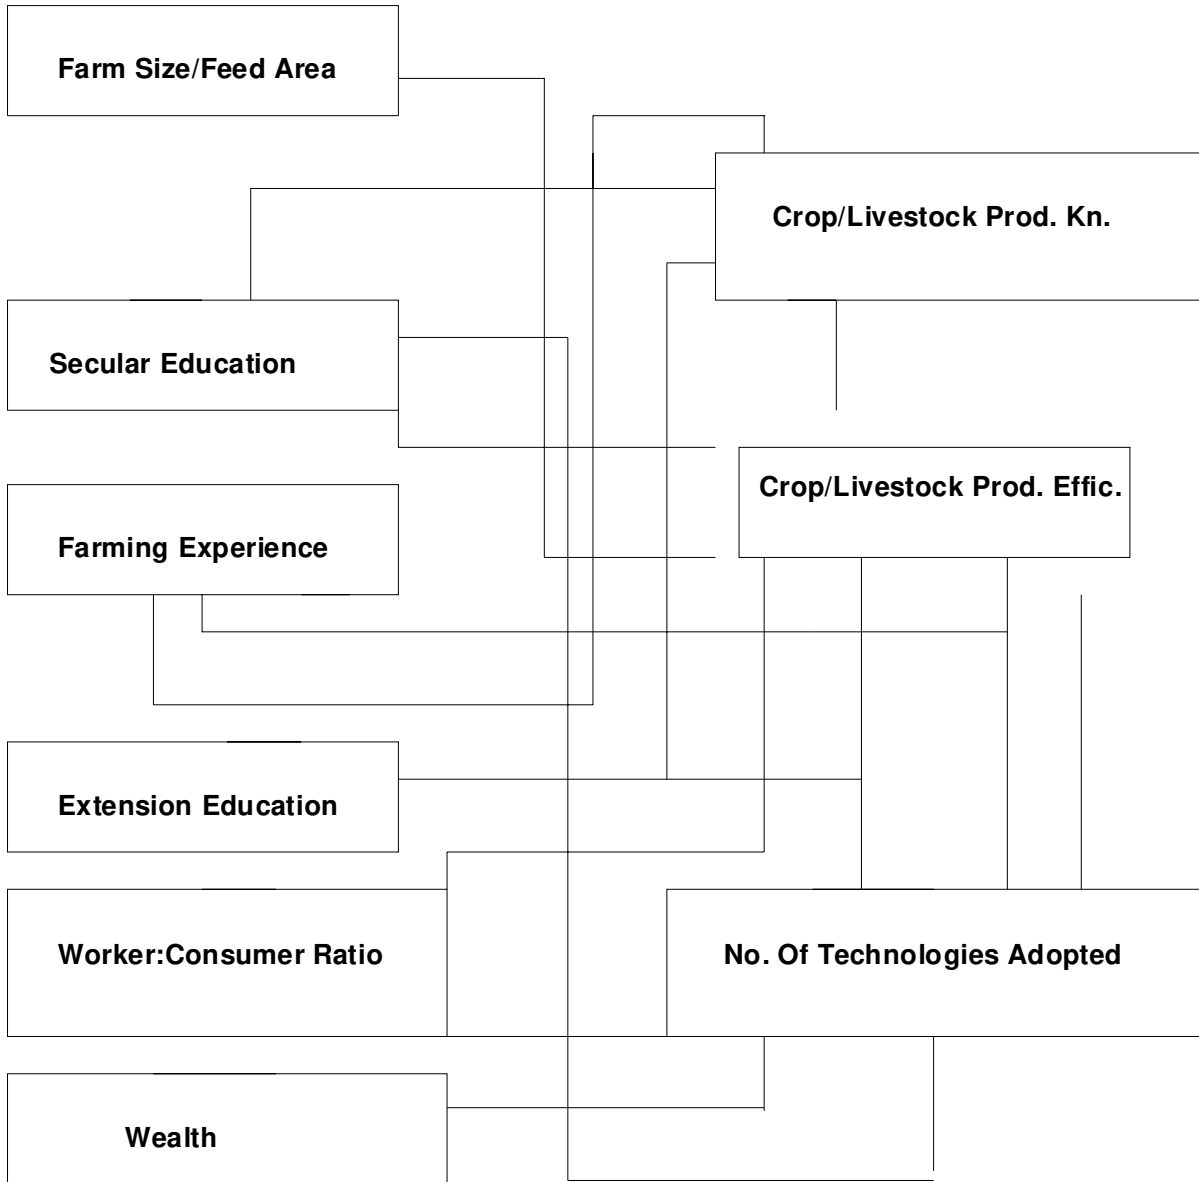 Farm Size/Feed Area
Crop/Livestock Prod. Kn.
Secular Education
Crop/Livestock Prod. Effic.
Farming Experience
Extension Education
Worker:Consumer Ratio
No. Of Technologies Adopted
Wealth